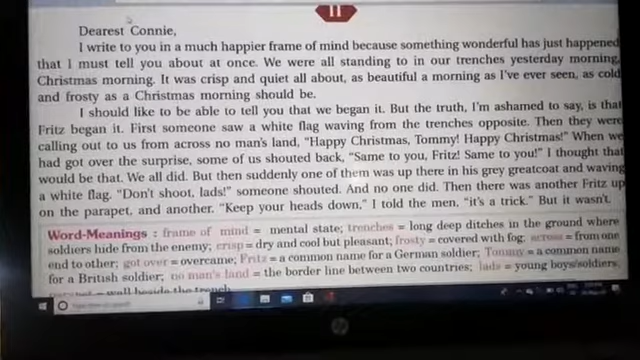 II
Dearest Connie,
I write to you in a much happier frame of mind because something wonderful has just happened
that I must tell you about at once. We were all standing to in our trenches yesterday morning,
Christmas morning. It was crisp and quiet all about, as beautiful a morning as I've ever seen, as cold
and frosty as a Christmas morning should be.
I should like to be able to tell you that we began it. But the truth, I'm ashamed to say, is that
Fritz began it. First someone saw a white flag waving from the trenches opposite. Then they were
calling out to us from across no man's land, "Happy Christmas, Tommy! Happy Christmas!" When we
had got over the surprise, some of us shouted back, "Same to you, Fritz! Same to you!" I thought that
would be that. We all did. But then suddenly one of them was up there in his grey greatcoat and waving
a white flag. "Don't shoot, lads!" someone shouted. And no one did. Then there was another Fritz up
on the parapet, and another. "Keep your heads down," I told the men, "it's a trick." But it wasn't.
Word-Meanings : frame of mind = mental state; trenches = long deep ditches in the ground where
soldiers hide from the enemy; crisp = dry and cool but pleasant; frosty = covered with fog; across = from one
end to other; got over = overcame; Fritz = a common name for a German soldier; Tommy = a common name
for a British soldier; no man's land = the border line between two countries; lads = young boys/soldiers;
= wall beside the trench